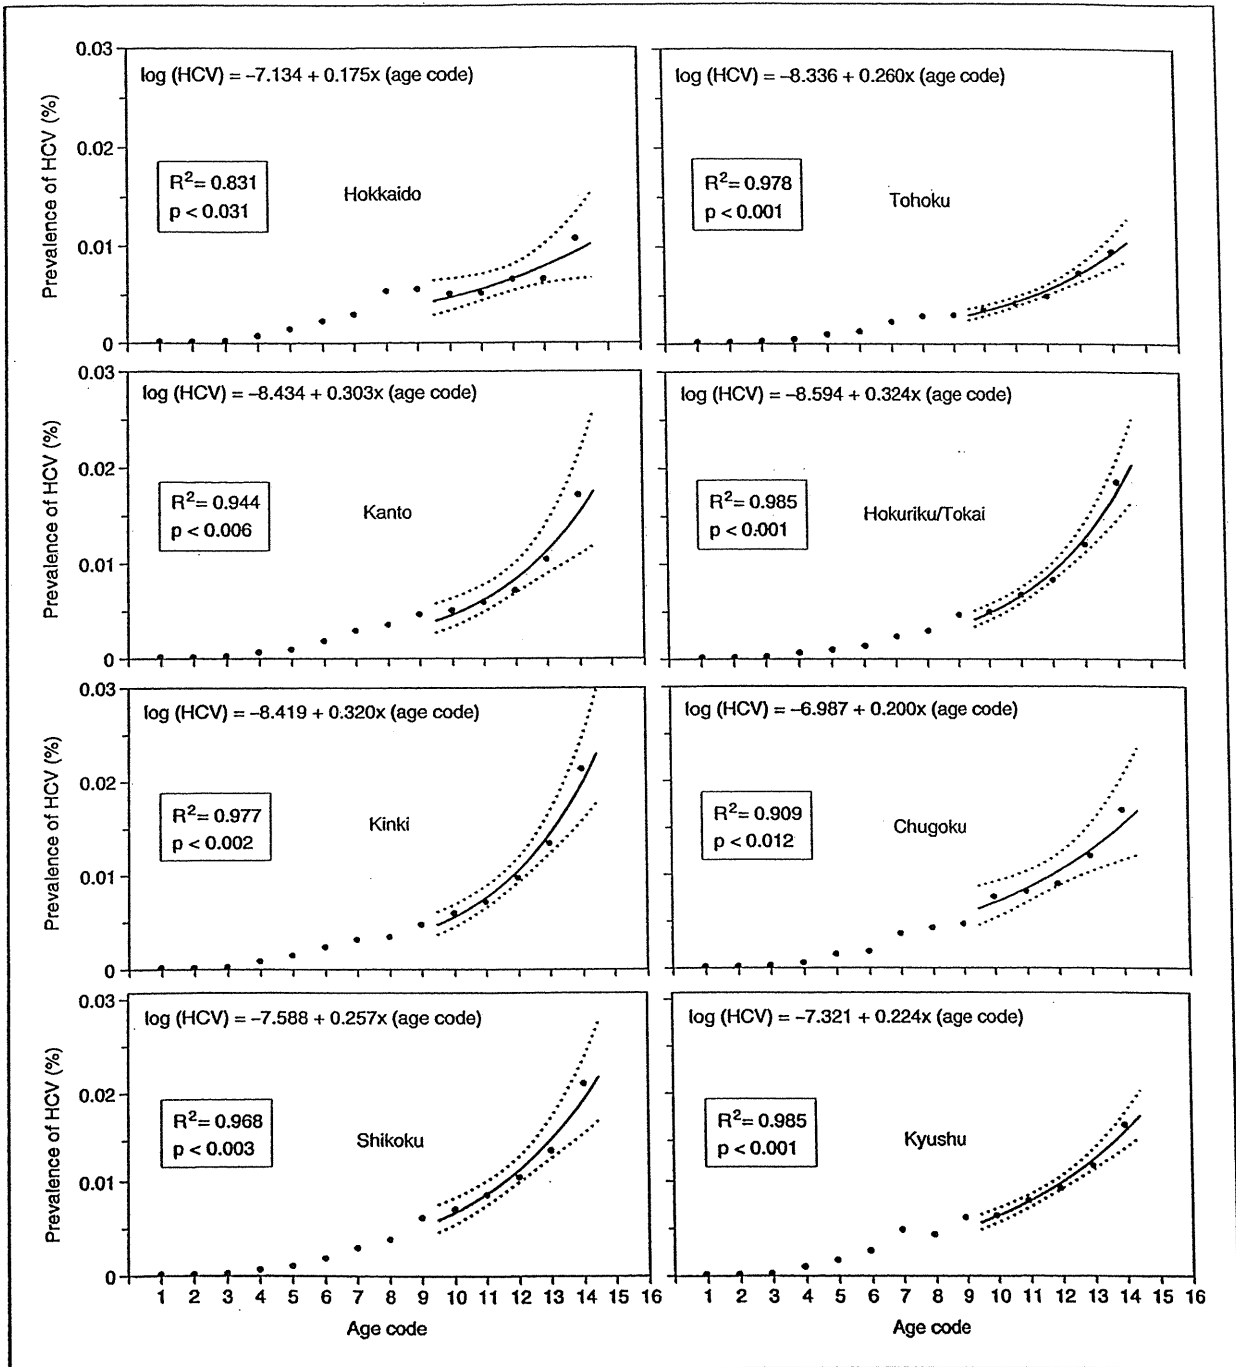 0.03
log (HCV) = −7.134 + 0.175x (age code)
log (HCV) = −8.336 + 0.260x (age code)
Prevalence of HCV (%)
0.02
R²= 0.831
p < 0.031
Hokkaido
R²= 0.978
p < 0.001
Tohoku
0.01
0
0.03
log (HCV) = −8.434 + 0.303x (age code)
log (HCV) = −8.594 + 0.324x (age code)
Prevalence of HCV (%)
0.02
R²= 0.944
p < 0.006
Kanto
R²= 0.985
p < 0.001
Hokuriku/Tokai
0.01
0
0.03
log (HCV) = −8.419 + 0.320x (age code)
log (HCV) = −6.987 + 0.200x (age code)
Prevalence of HCV (%)
0.02
R²= 0.977
p < 0.002
Kinki
R²= 0.909
p < 0.012
Chugoku
0.01
0
0.03
log (HCV) = −7.588 + 0.257x (age code)
log (HCV) = −7.321 + 0.224x (age code)
Prevalence of HCV (%)
0.02
R²= 0.968
p < 0.003
Shikoku
R²= 0.985
p < 0.001
Kyushu
0.01
0
1 2 3 4 5 6 7 8 9 10 11 12 13 14 15 16
1 2 3 4 5 6 7 8 9 10 11 12 13 14 15 16
Age code
Age code